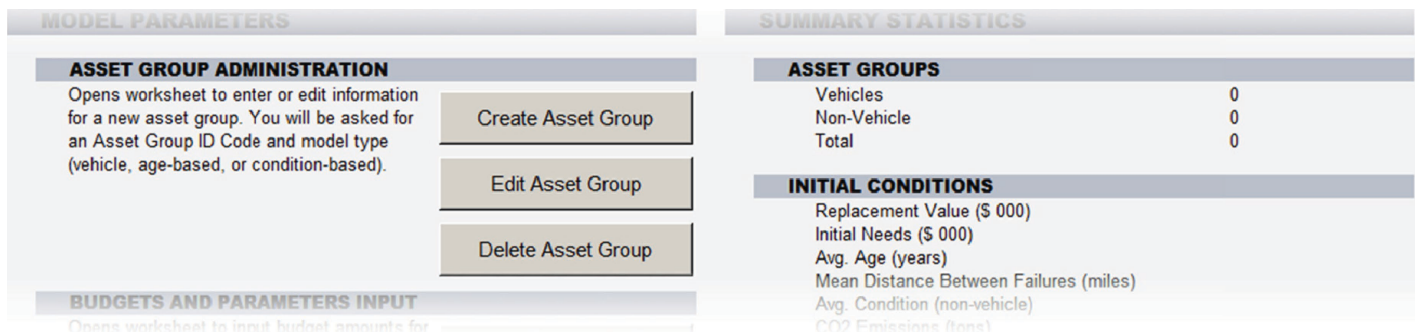 MODEL PARAMETERS
ASSET GROUP ADMINISTRATION
Opens worksheet to enter or edit information
for a new asset group. You will be asked for
an Asset Group ID Code and model type
(vehicle, age-based, or condition-based).
Create Asset Group
Edit Asset Group
Delete Asset Group
BUDGETS AND PARAMETERS INPUT
Opens worksheet to input budget amounts for
SUMMARY STATISTICS
ASSET GROUPS
Vehicles 0
Non-Vehicle 0
Total 0
INITIAL CONDITIONS
Replacement Value ($ 000)
Initial Needs ($ 000)
Avg. Age (years)
Mean Distance Between Failures (miles)
Avg. Condition (non-vehicle)
CO2 Emissions (tons)